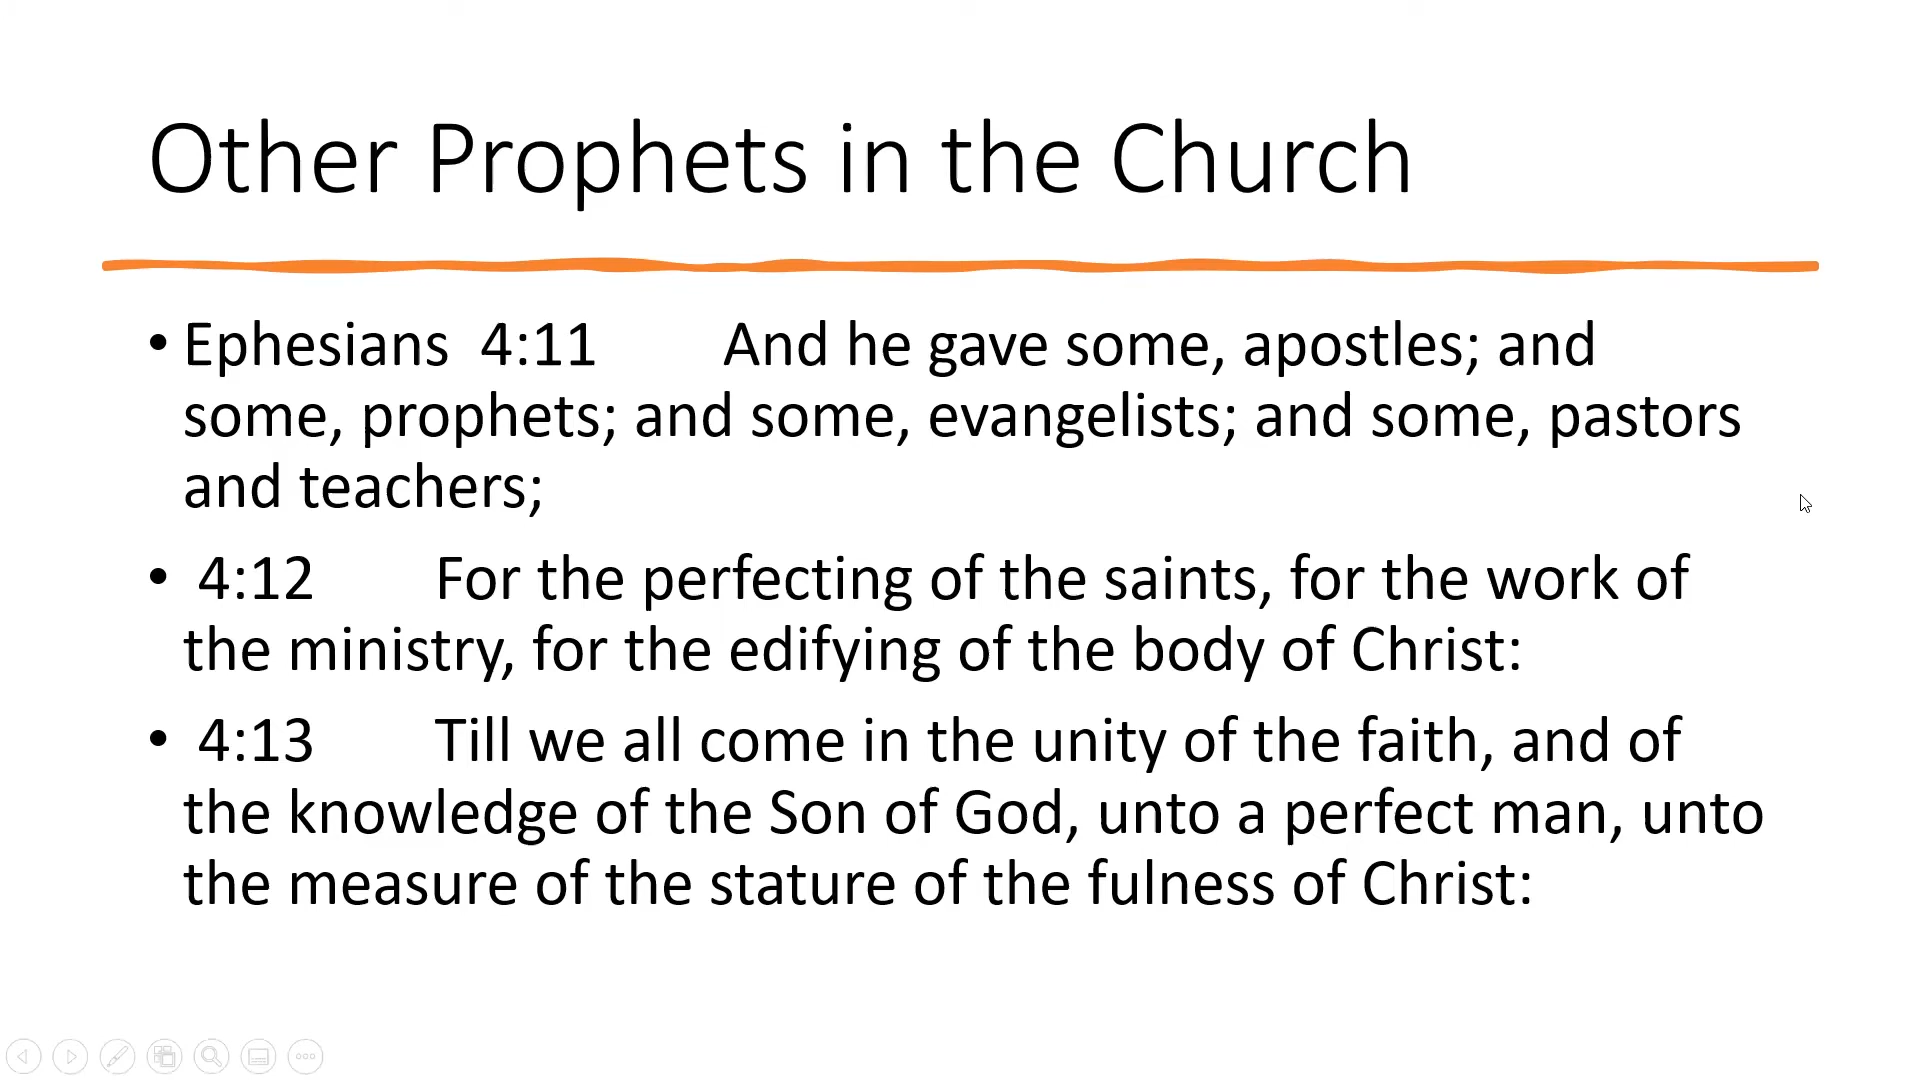 Other Prophets in the Church
• Ephesians 4:11 And he gave some, apostles; and
some, prophets; and some, evangelists; and some, pastors
and teachers;
• 4:12 For the perfecting of the saints, for the work of
the ministry, for the edifying of the body of Christ:
• 4:13 Till we all come in the unity of the faith, and of
the knowledge of the Son of God, unto a perfect man, unto
the measure of the stature of the fulness of Christ: